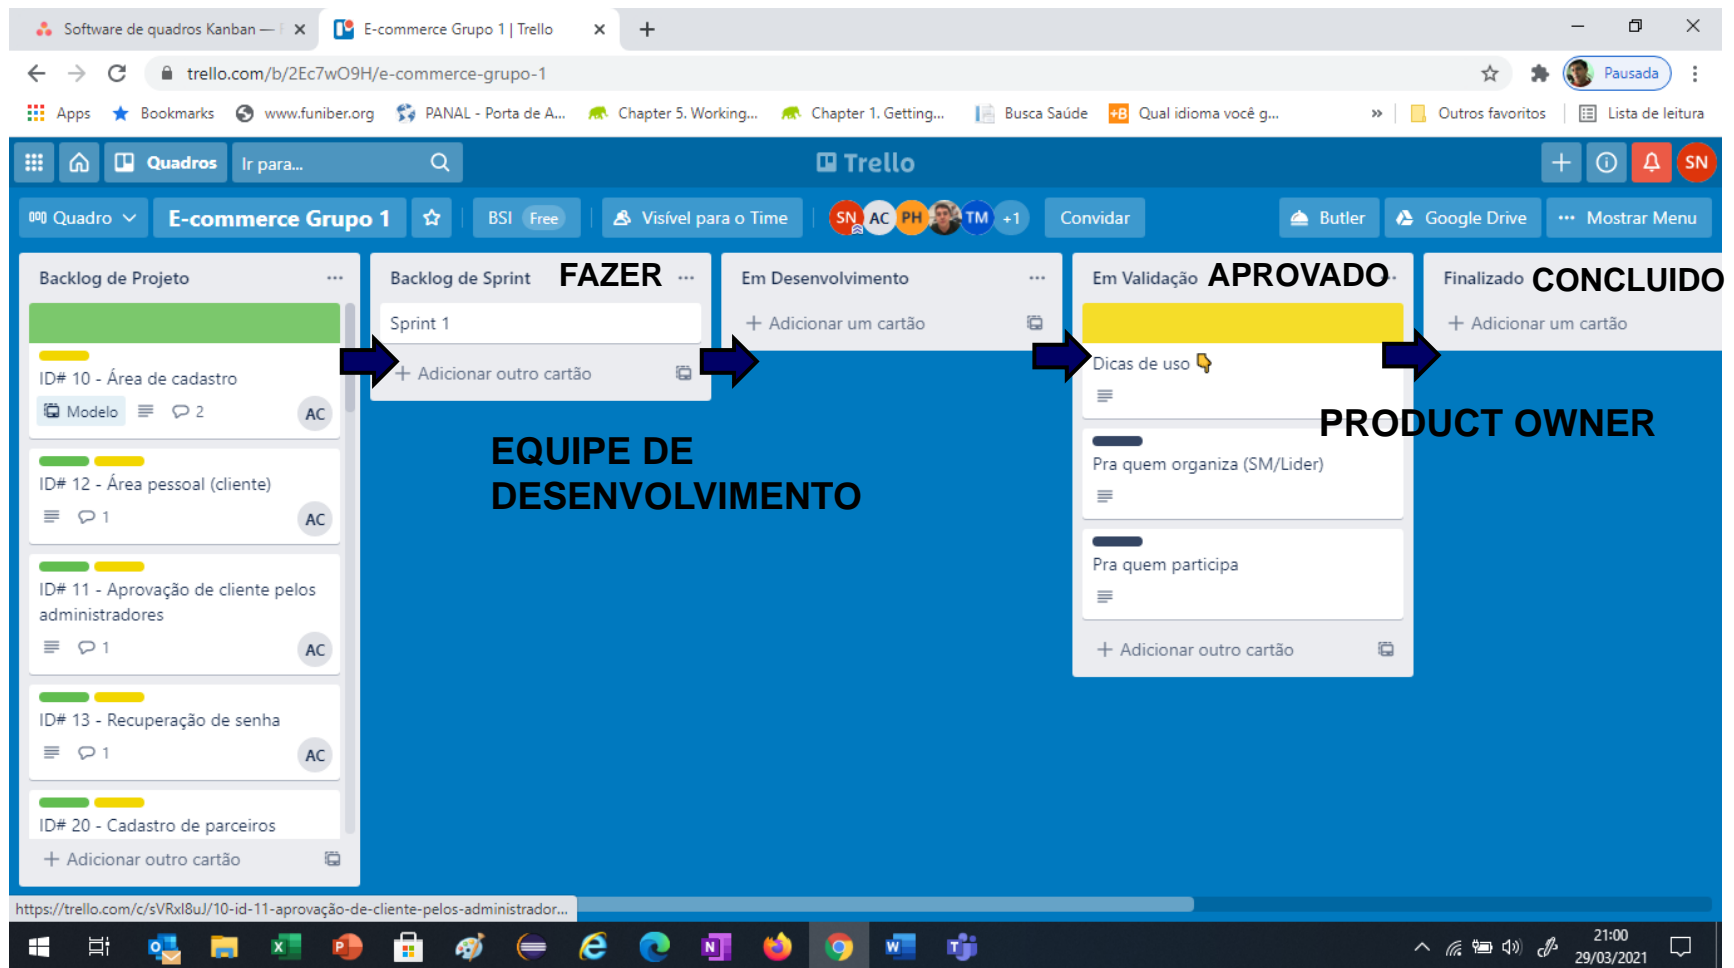 Software de quadros Kanban —
E-commerce Grupo 1 | Trello
trello.com/b/2Ec7wO9H/e-commerce-grupo-1
Pausada
Apps
Bookmarks
www.funiber.org
PANAL - Porta de A...
Chapter 5. Working...
Chapter 1. Getting...
Busca Saúde
+B
Qual idioma você g...
»
Outros favoritos
Lista de leitura
Quadros
Ir para...
Trello
SN
Quadro
E-commerce Grupo 1
BSI Free
Visível para o Time
SN AC PH TM +1
Convidar
Butler
Google Drive
Mostrar Menu
Backlog de Projeto
ID# 10 - Área de cadastro
Modelo 2
AC
ID# 12 - Área pessoal (cliente)
1
AC
ID# 11 - Aprovação de cliente pelos
administradores
1
AC
ID# 13 - Recuperação de senha
1
AC
ID# 20 - Cadastro de parceiros
+ Adicionar outro cartão
Backlog de Sprint FAZER
Sprint 1
+ Adicionar outro cartão
EQUIPE DE
DESENVOLVIMENTO
Em Desenvolvimento
+ Adicionar um cartão
Em Validação APROVADO
Dicas de uso 👇
PRODUCT OWNER
Pra quem organiza (SM/Lider)
Pra quem participa
+ Adicionar outro cartão
Finalizado CONCLUIDO
+ Adicionar um cartão
https://trello.com/c/sVRxI8uJ/10-id-11-aprovação-de-cliente-pelos-administrador...
21:00
29/03/2021